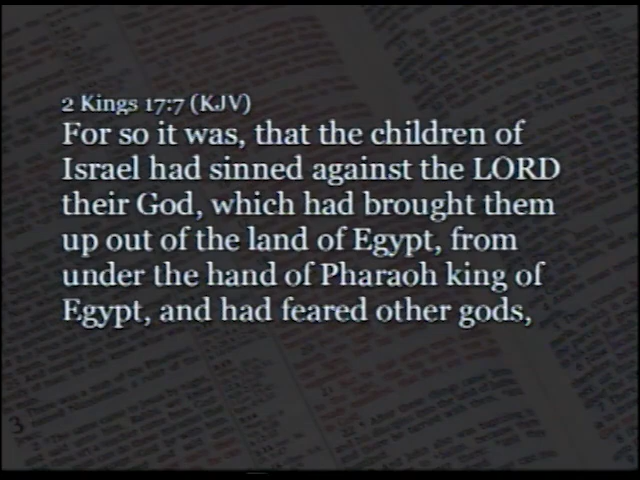 2 Kings 17:7 (KJV)
For so it was, that the children of
Israel had sinned against the LORD
their God, which had brought them
up out of the land of Egypt, from
under the hand of Pharaoh king of
Egypt, and had feared other gods,
3